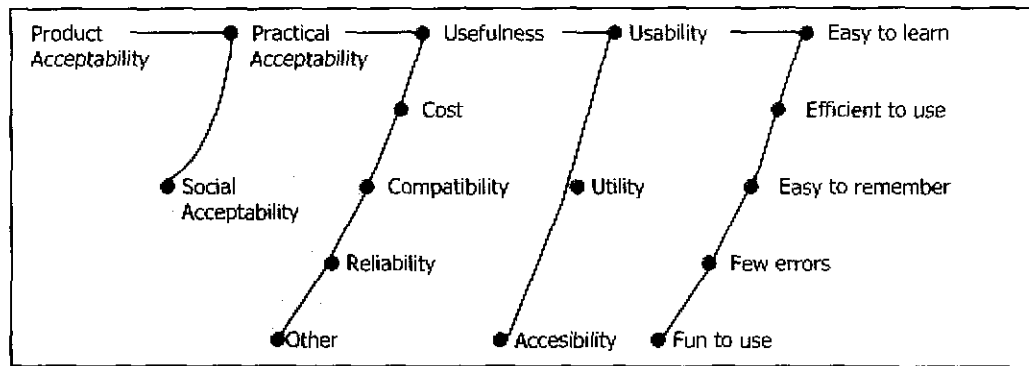 Product
Acceptability
Practical
Acceptability
Usefulness
Usability
Easy to learn
Cost
Efficient to use
Social
Acceptability
Compatibility
Utility
Easy to remember
Reliability
Few errors
Other
Accesibility
Fun to use